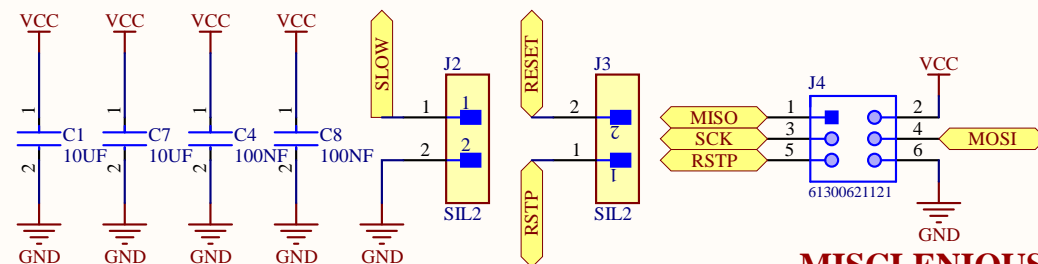 VCC
1
C1
10UF
2
GND
VCC
1
C7
10UF
2
GND
VCC
1
C4
100NF
2
GND
VCC
1
C8
100NF
2
GND
SLOW
J2
1 1
2 2
SIL2
GND
RESET
J3
2 2
1 1
SIL2
RSTP
J4
VCC
MISO 1 2
SCK 3 4 MOSI
RSTP 5 6
61300621121
GND
MISCLENIOUS